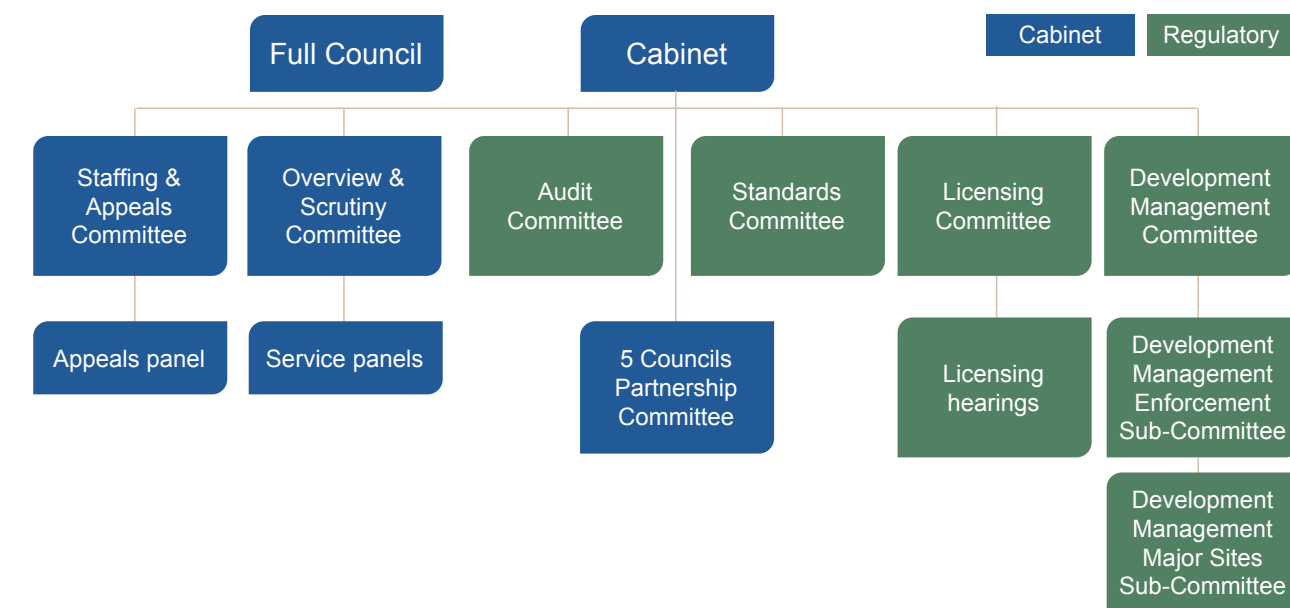 Full Council
Cabinet
Cabinet
Regulatory
Staffing &
Appeals
Committee
Overview &
Scrutiny
Committee
Audit
Committee
Standards
Committee
Licensing
Committee
Development
Management
Committee
Appeals panel
Service panels
5 Councils
Partnership
Committee
Licensing
hearings
Development
Management
Enforcement
Sub-Committee
Development
Management
Major Sites
Sub-Committee